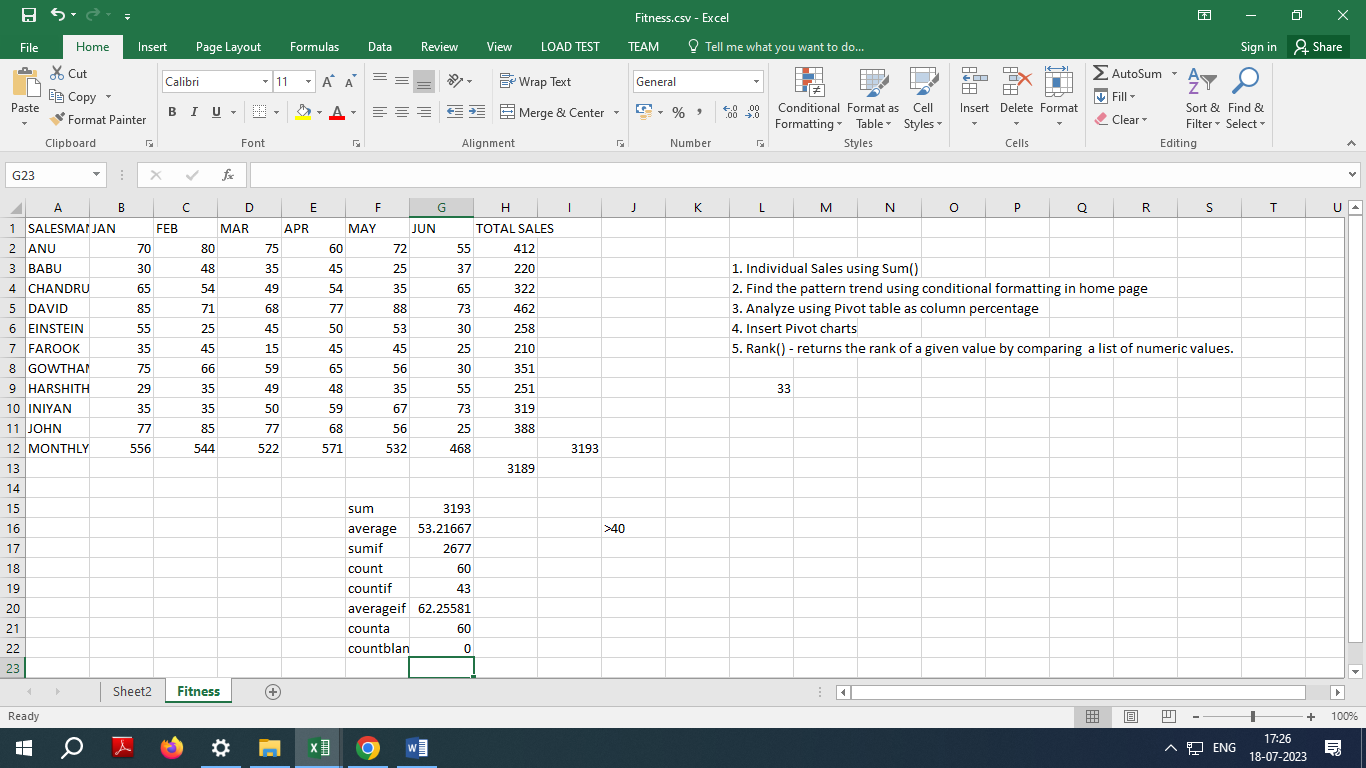 Fitness.csv - Excel
File Home Insert Page Layout Formulas Data Review View LOAD TEST TEAM Tell me what you want to do... Sign in Share
Cut
Copy
Format Painter
Paste
Clipboard
Calibri 11
B I U
Font
Wrap Text
Merge & Center
Alignment
General
%
Number
Conditional Formatting
Format as Table
Cell Styles
Styles
Insert Delete Format
Cells
AutoSum
Fill
Clear
Sort & Filter
Find & Select
Editing
G23 fx
A B C D E F G H I J K L M N O P Q R S T U
1 SALESMAN JAN FEB MAR APR MAY JUN TOTAL SALES
2 ANU 70 80 75 60 72 55 412
3 BABU 30 48 35 45 25 37 220 1. Individual Sales using Sum()
4 CHANDRU 65 54 49 54 35 65 322 2. Find the pattern trend using conditional formatting in home page
5 DAVID 85 71 68 77 88 73 462 3. Analyze using Pivot table as column percentage
6 EINSTEIN 55 25 45 50 53 30 258 4. Insert Pivot charts
7 FAROOK 35 45 15 45 45 25 210 5. Rank() - returns the rank of a given value by comparing a list of numeric values.
8 GOWTHAM 75 66 59 65 56 30 351
9 HARSHITH 29 35 49 48 35 55 251 33
10 INIYAN 35 35 50 59 67 73 319
11 JOHN 77 85 77 68 56 25 388
12 MONTHLY 556 544 522 571 532 468 3193
13 3189
14
15 sum 3193
16 average 53.21667 >40
17 sumif 2677
18 count 60
19 countif 43
20 averageif 62.25581
21 counta 60
22 countblan 0
23
Sheet2 Fitness
Ready 100%
ENG 17:26
18-07-2023